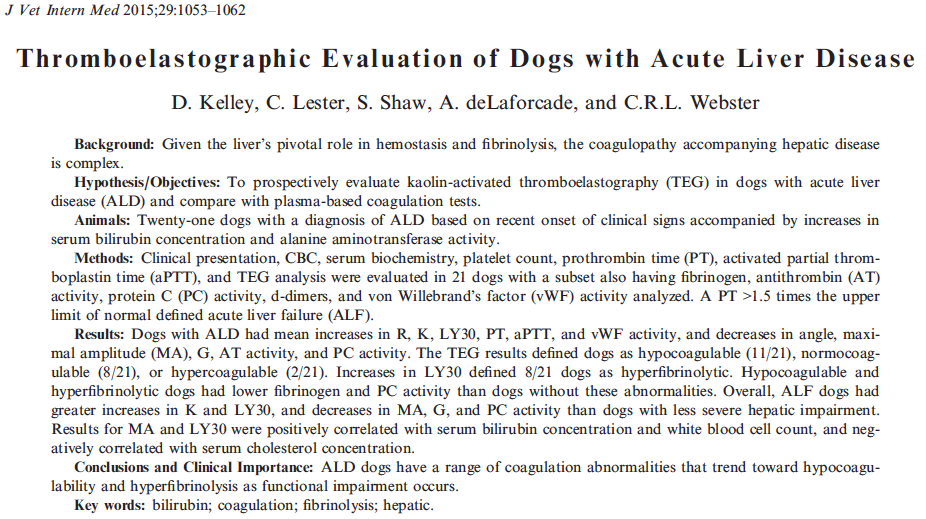 J Vet Intern Med 2015;29:1053–1062
Thromboelastographic Evaluation of Dogs with Acute Liver Disease
D. Kelley, C. Lester, S. Shaw, A. deLaforcade, and C.R.L. Webster
Background: Given the liver's pivotal role in hemostasis and fibrinolysis, the coagulopathy accompanying hepatic disease
is complex.
Hypothesis/Objectives: To prospectively evaluate kaolin-activated thromboelastography (TEG) in dogs with acute liver
disease (ALD) and compare with plasma-based coagulation tests.
Animals: Twenty-one dogs with a diagnosis of ALD based on recent onset of clinical signs accompanied by increases in
serum bilirubin concentration and alanine aminotransferase activity.
Methods: Clinical presentation, CBC, serum biochemistry, platelet count, prothrombin time (PT), activated partial throm-
boplastin time (aPTT), and TEG analysis were evaluated in 21 dogs with a subset also having fibrinogen, antithrombin (AT)
activity, protein C (PC) activity, d-dimers, and von Willebrand's factor (vWF) activity analyzed. A PT >1.5 times the upper
limit of normal defined acute liver failure (ALF).
Results: Dogs with ALD had mean increases in R, K, LY30, PT, aPTT, and vWF activity, and decreases in angle, maxi-
mal amplitude (MA), G, AT activity, and PC activity. The TEG results defined dogs as hypocoagulable (11/21), normocoag-
ulable (8/21), or hypercoagulable (2/21). Increases in LY30 defined 8/21 dogs as hyperfibrinolytic. Hypocoagulable and
hyperfibrinolytic dogs had lower fibrinogen and PC activity than dogs without these abnormalities. Overall, ALF dogs had
greater increases in K and LY30, and decreases in MA, G, and PC activity than dogs with less severe hepatic impairment.
Results for MA and LY30 were positively correlated with serum bilirubin concentration and white blood cell count, and neg-
atively correlated with serum cholesterol concentration.
Conclusions and Clinical Importance: ALD dogs have a range of coagulation abnormalities that trend toward hypocoagu-
lability and hyperfibrinolysis as functional impairment occurs.
Key words: bilirubin; coagulation; fibrinolysis; hepatic.